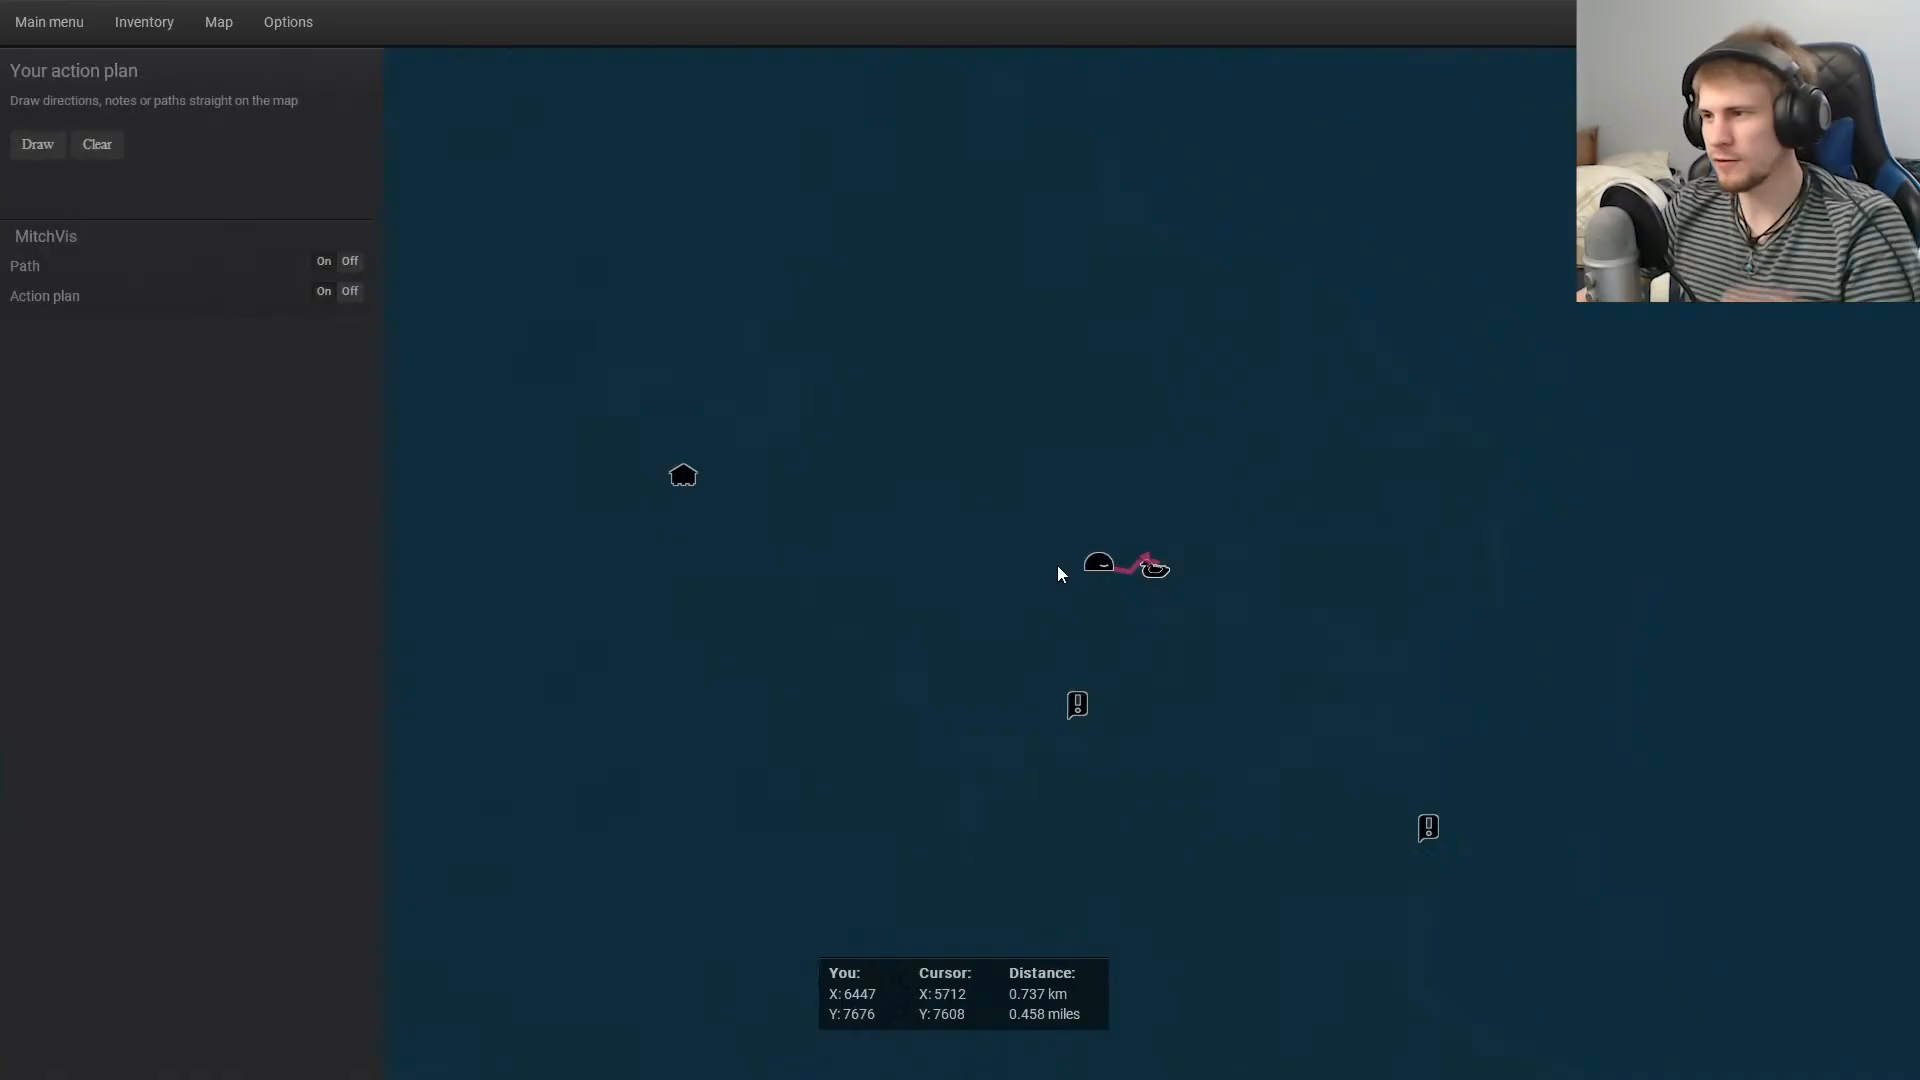 Main menu Inventory Map Options
Your action plan
Draw directions, notes or paths straight on the map
Draw Clear
MitchVis
Path On Off
Action plan On Off
You: Cursor: Distance:
X: 6447 X: 5712 0.737 km
Y: 7676 Y: 7608 0.458 miles